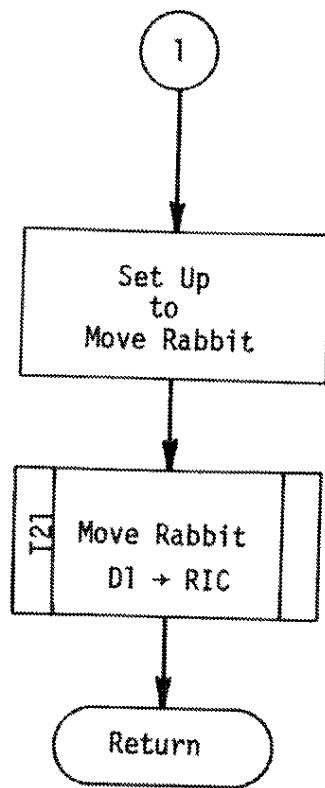 1
Set Up
to
Move Rabbit
T21
Move Rabbit
D1 → RIC
Return